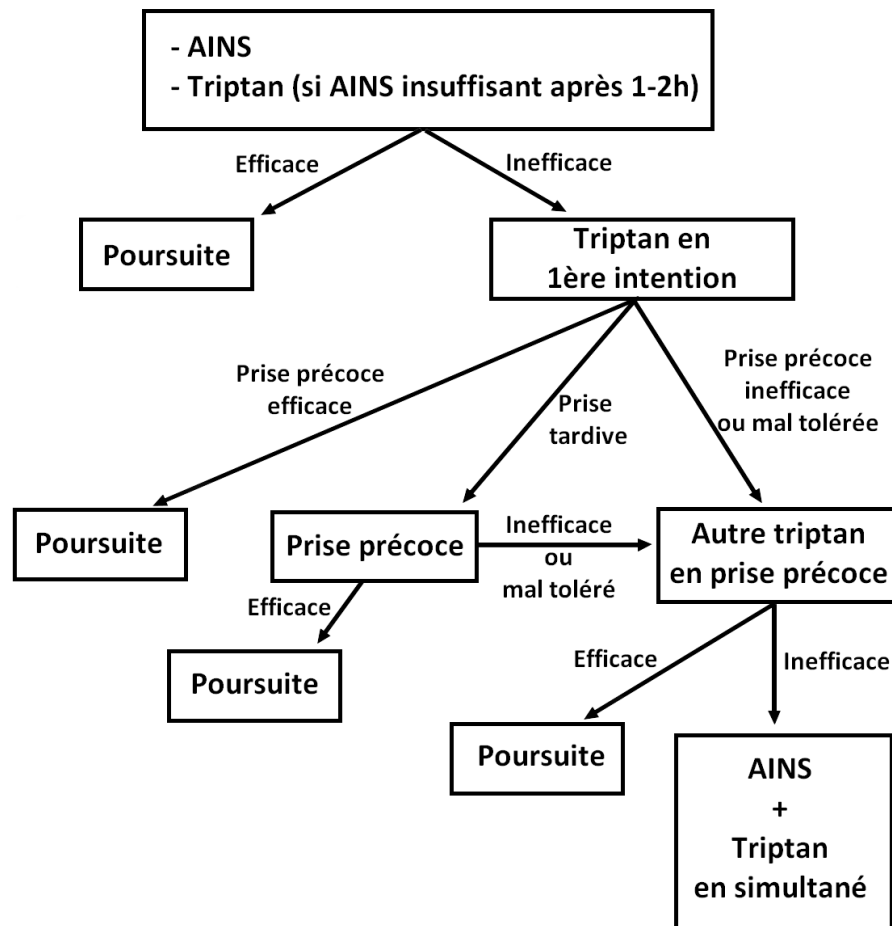 - AINS
- Triptan (si AINS insuffisant après 1-2h)
Efficace
Inefficace
Poursuite
Triptan en
1ère intention
Prise précoce
efficace
Prise
tardive
Prise précoce
inefficace
ou mal tolérée
Poursuite
Prise précoce
Inefficace
ou
mal toléré
Autre triptan
en prise précoce
Efficace
Poursuite
Efficace
Inefficace
Poursuite
AINS
+
Triptan
en simultané